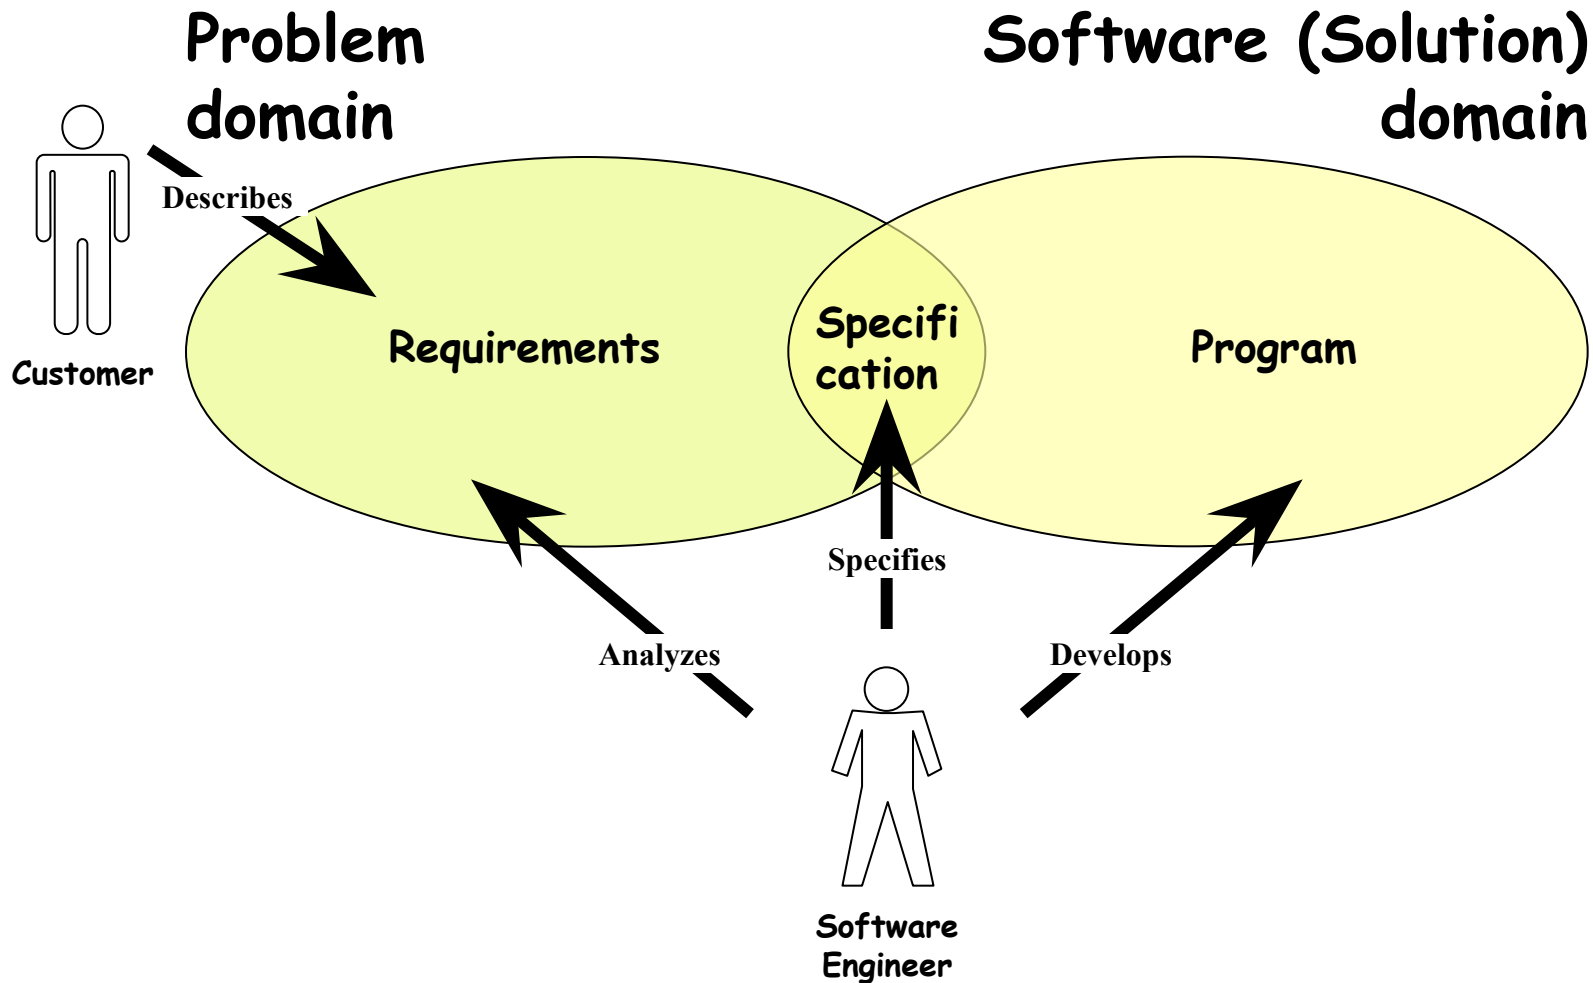 Problem
domain
Software (Solution)
domain
Describes
Customer
Requirements
Specifi
cation
Program
Specifies
Analyzes
Develops
Software
Engineer